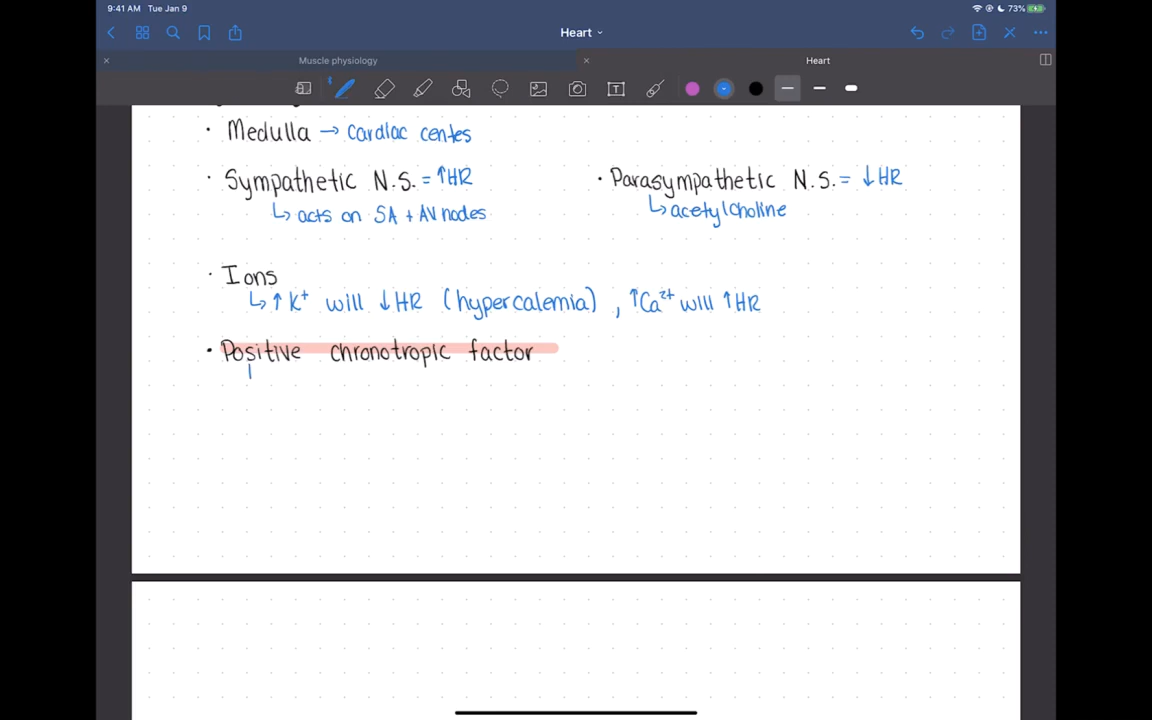 9:41 AM Tue Jan 9
73%
Heart
Muscle physiology
Heart
· Medulla → cardiac centes
· Sympathetic N.S. = ↑HR
↳ acts on SA + AV nodes
· Parasympathetic N.S. = ↓HR
↳ acetylcholine
· Ions
↳ ↑K⁺ will ↓HR (hypercalemia), ↑Ca²⁺ will ↑HR
· Positive chronotropic factor